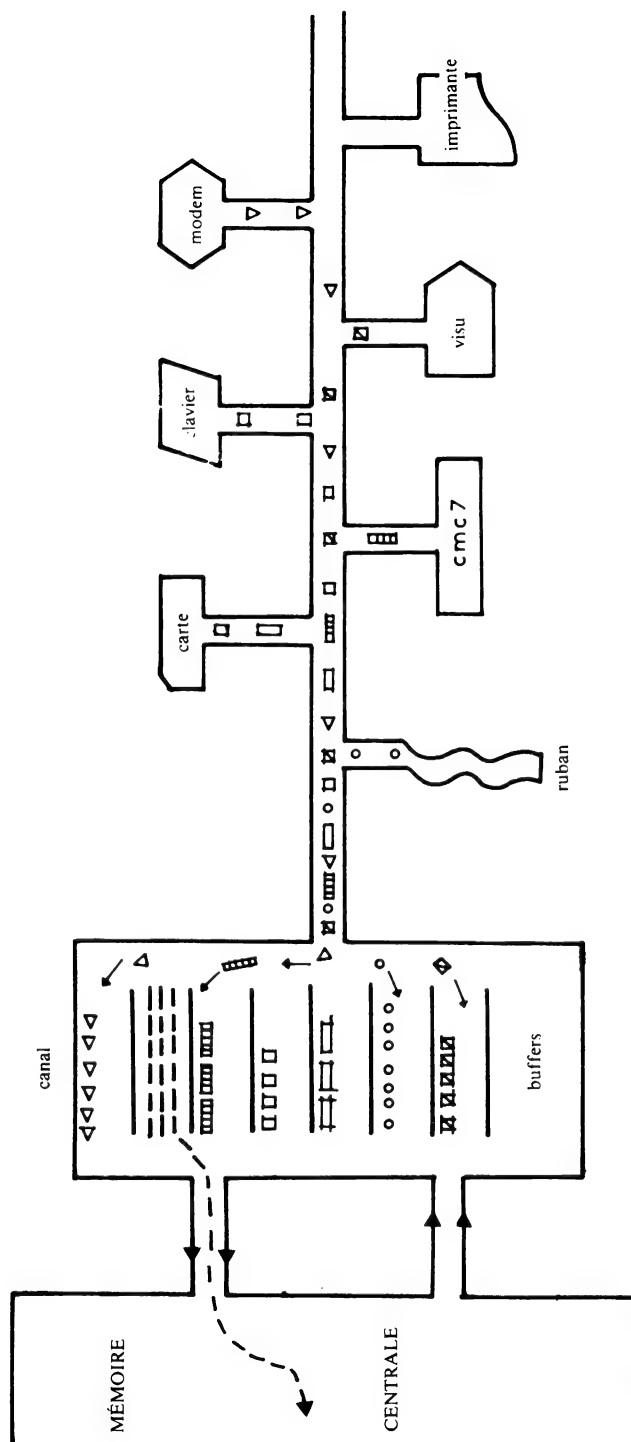 MÉMOIRE
CENTRALE
canal
buffers
carte
ruban
clavier
cmc7
modem
visu
imprimante